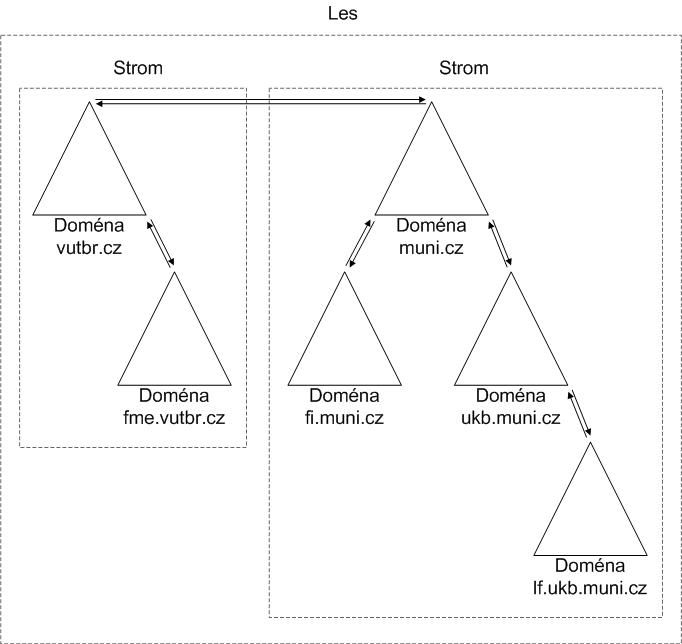 Les
Strom
Strom
Doména
vutbr.cz
Doména
muni.cz
Doména
fme.vutbr.cz
Doména
fi.muni.cz
Doména
ukb.muni.cz
Doména
lf.ukb.muni.cz